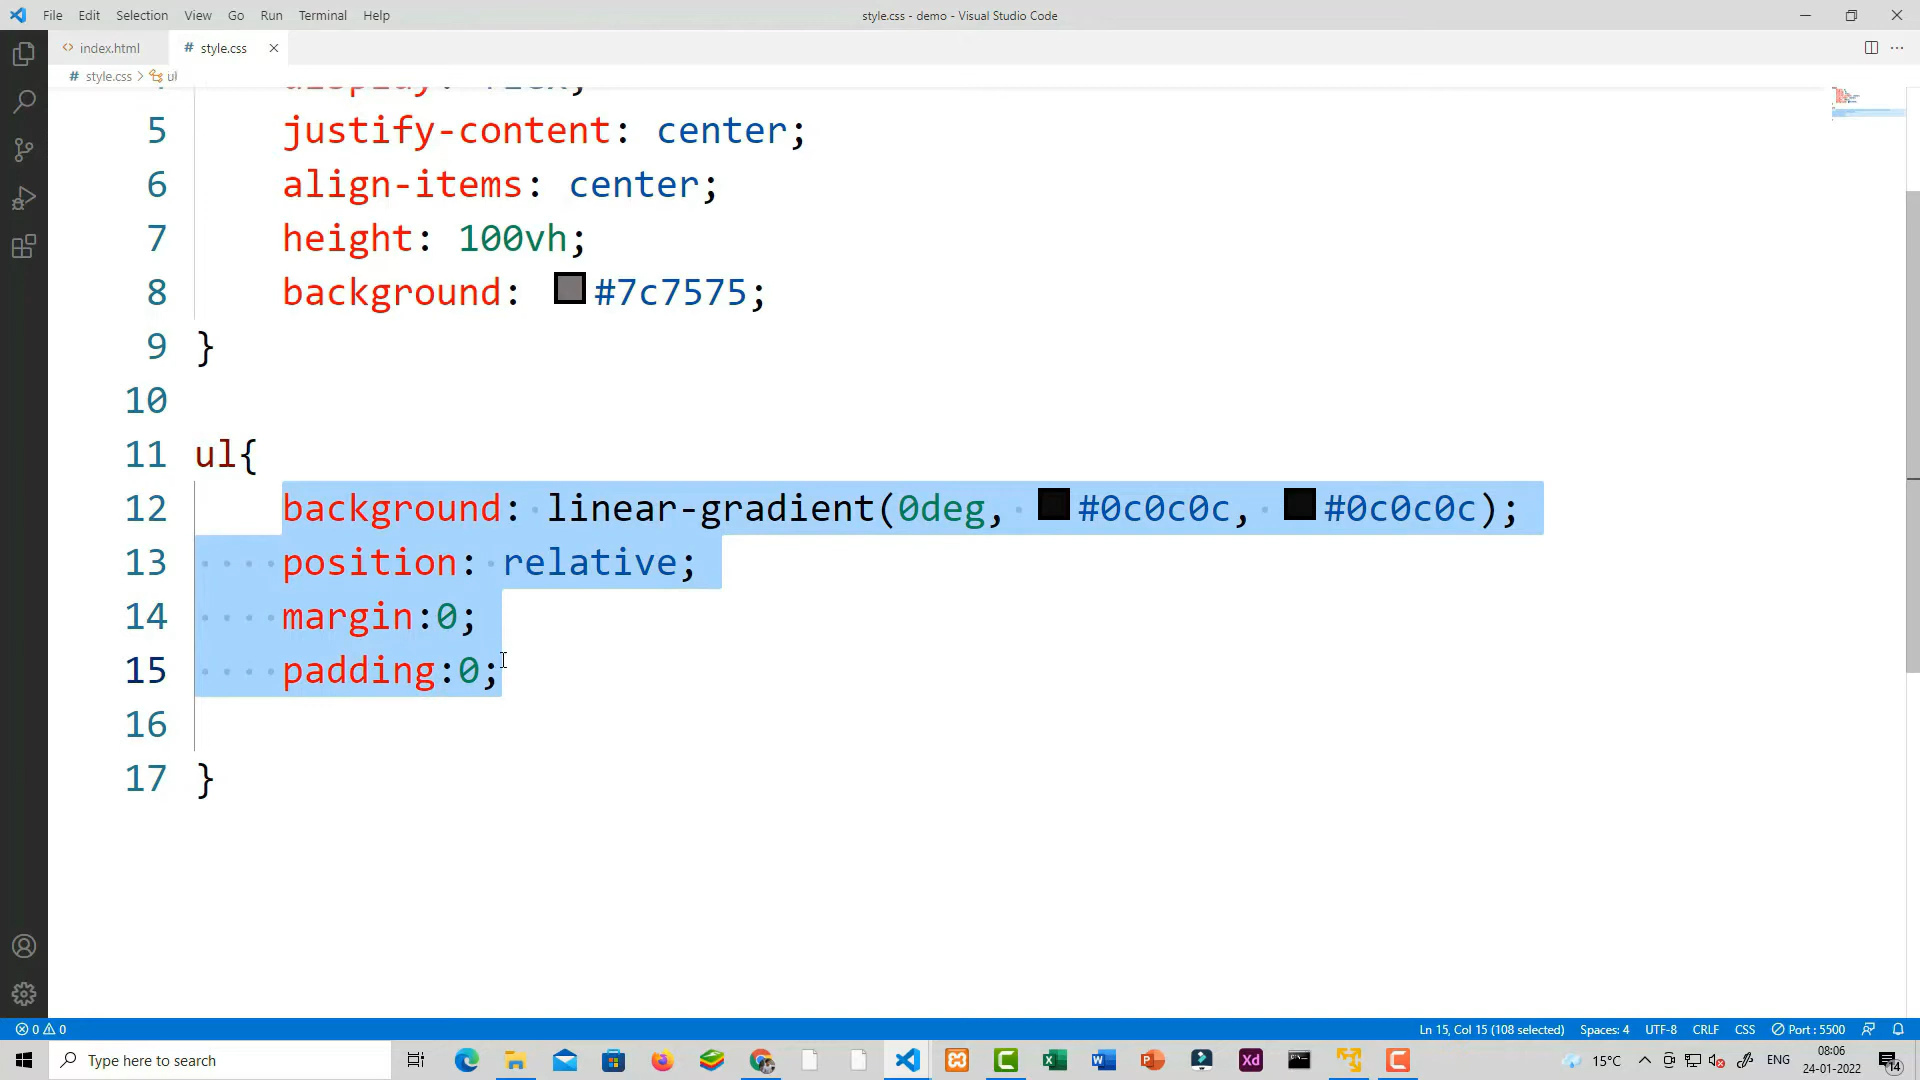 File Edit Selection View Go Run Terminal Help
style.css - demo - Visual Studio Code
index.html
# style.css
# style.css > ul
display: flex;
5 justify-content: center;
6 align-items: center;
7 height: 100vh;
8 background: #7c7575;
9 }
10
11 ul{
12 background: linear-gradient(0deg, #0c0c0c, #0c0c0c);
13 position: relative;
14 margin:0;
15 padding:0;
16
17 }
0 0
Ln 15, Col 15 (108 selected) Spaces: 4 UTF-8 CRLF CSS Port : 5500
Type here to search
Xd
15°C
ENG
08:06
24-01-2022
14